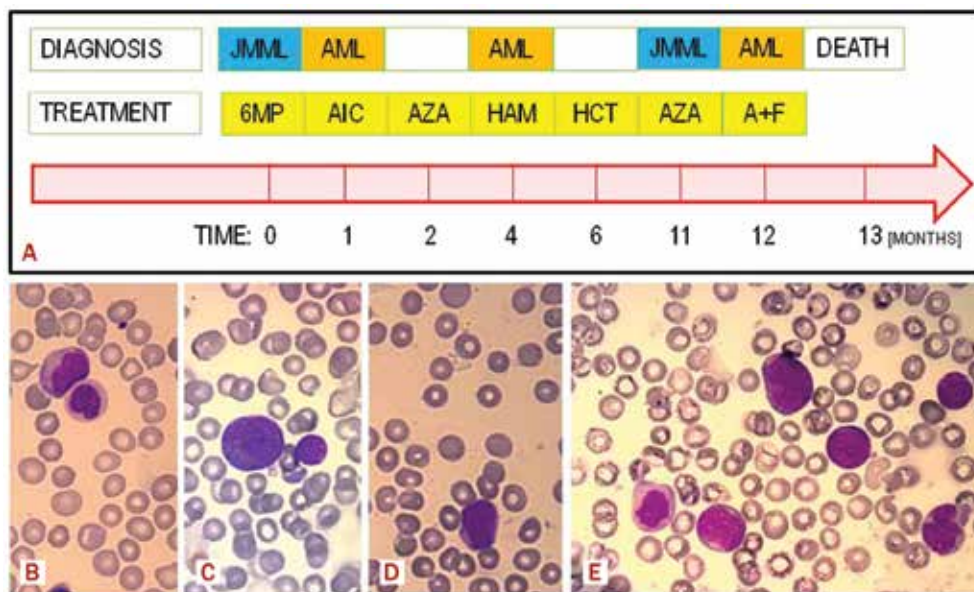 DIAGNOSIS JMML AML AML JMML AML DEATH
TREATMENT 6MP AIC AZA HAM HCT AZA A+F
TIME: 0 1 2 4 6 11 12 13 [MONTHS]
A
B C D E